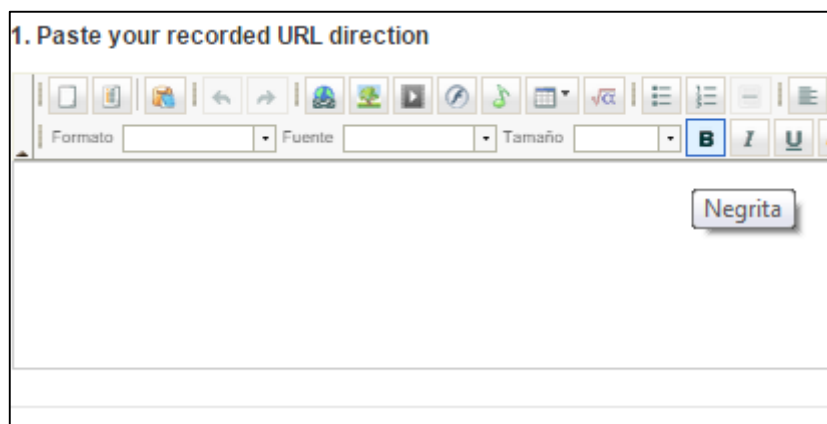 1. Paste your recorded URL direction
Formato Fuente Tamaño B I U
Negrita